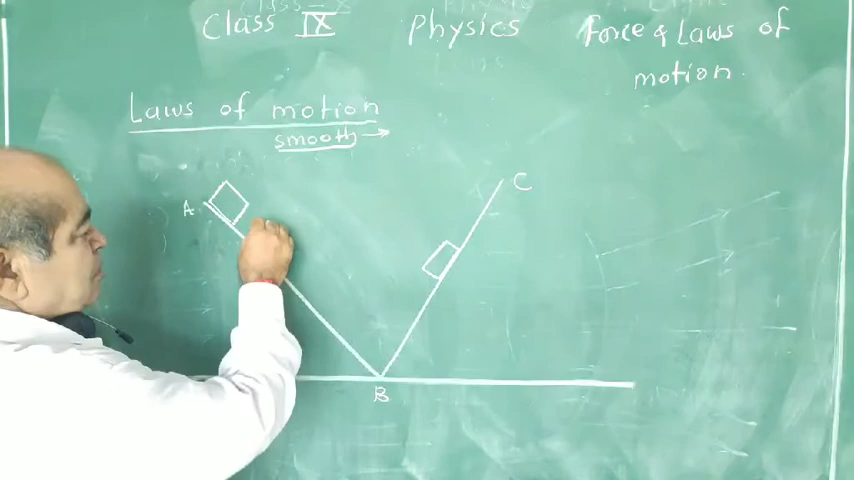 Class IX Physics Force & Laws of
motion.
Laws of motion
smooth →
A
C
B